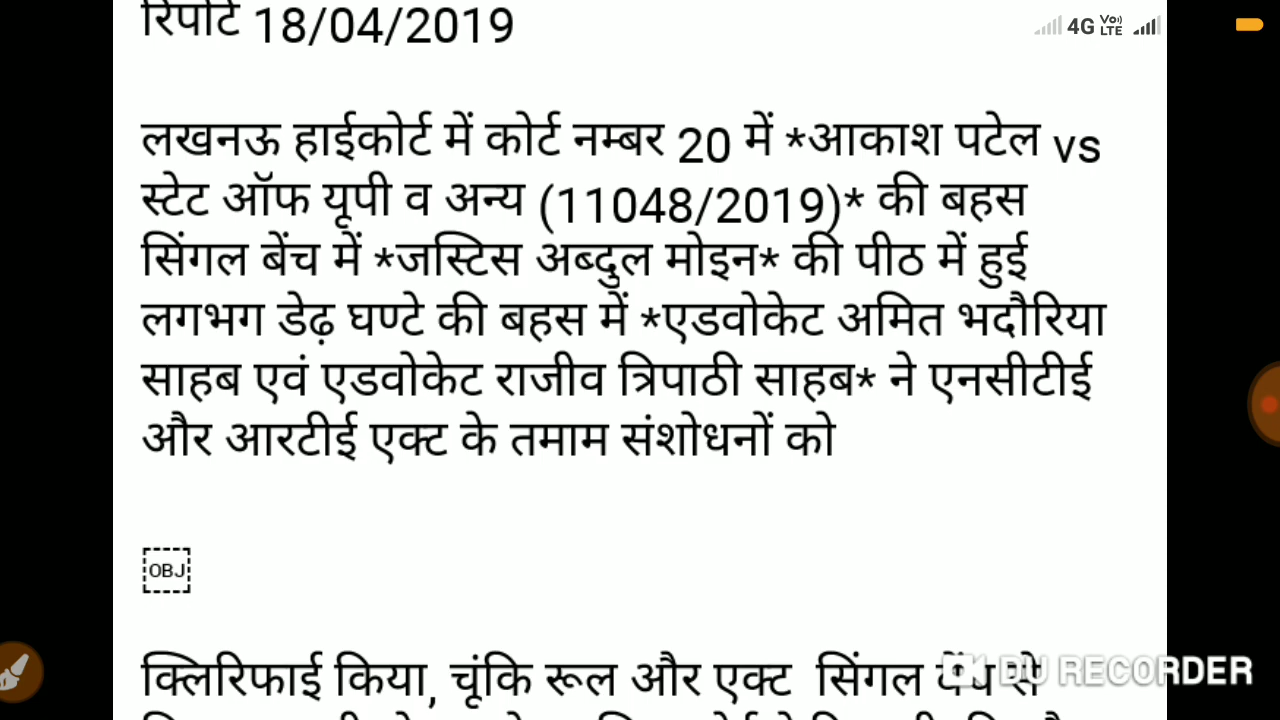 रिपोर्ट 18/04/2019
4G VoLTE
लखनऊ हाईकोर्ट में कोर्ट नम्बर 20 में *आकाश पटेल vs
स्टेट ऑफ यूपी व अन्य (11048/2019)* की बहस
सिंगल बेंच में *जस्टिस अब्दुल मोइन* की पीठ में हुई
लगभग डेढ़ घण्टे की बहस में *एडवोकेट अमित भदौरिया
साहब एवं एडवोकेट राजीव त्रिपाठी साहब* ने एनसीटीई
और आरटीई एक्ट के तमाम संशोधनों को
OBJ
क्लिरिफाई किया, चूंकि रूल और एक्ट सिंगल बेंच से
DU RECORDER